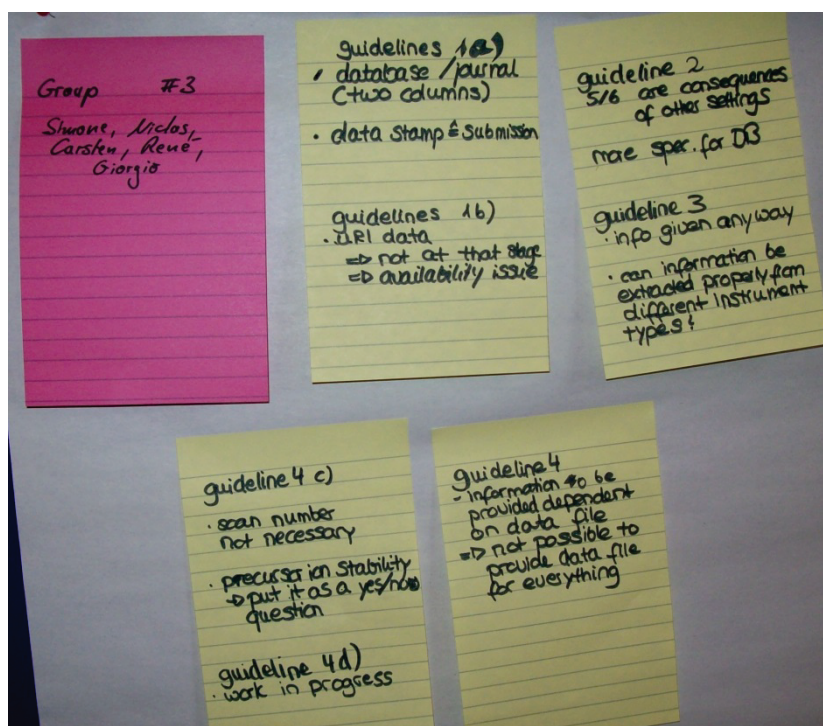 Group #3
Simone, Niclas,
Carsten, René,
Giorgio
guidelines 1a)
database / journal
(two columns)
· data stamp ≙ submission
guidelines 1b)
· URI data
=> not at that stage
=> availability issue
guideline 2
5/6 are consequences
of other settings
more spec. for DB
guideline 3
· info given anyway
· can information be
extracted properly from
different instrument
types?
guideline 4 c)
· scan number
not necessary
· precursor ion stability
→ put it as a yes/no
question
guideline 4d)
· work in progress
guideline 4
- information to be
provided dependent
on data file
=> not possible to
provide data file
for everything